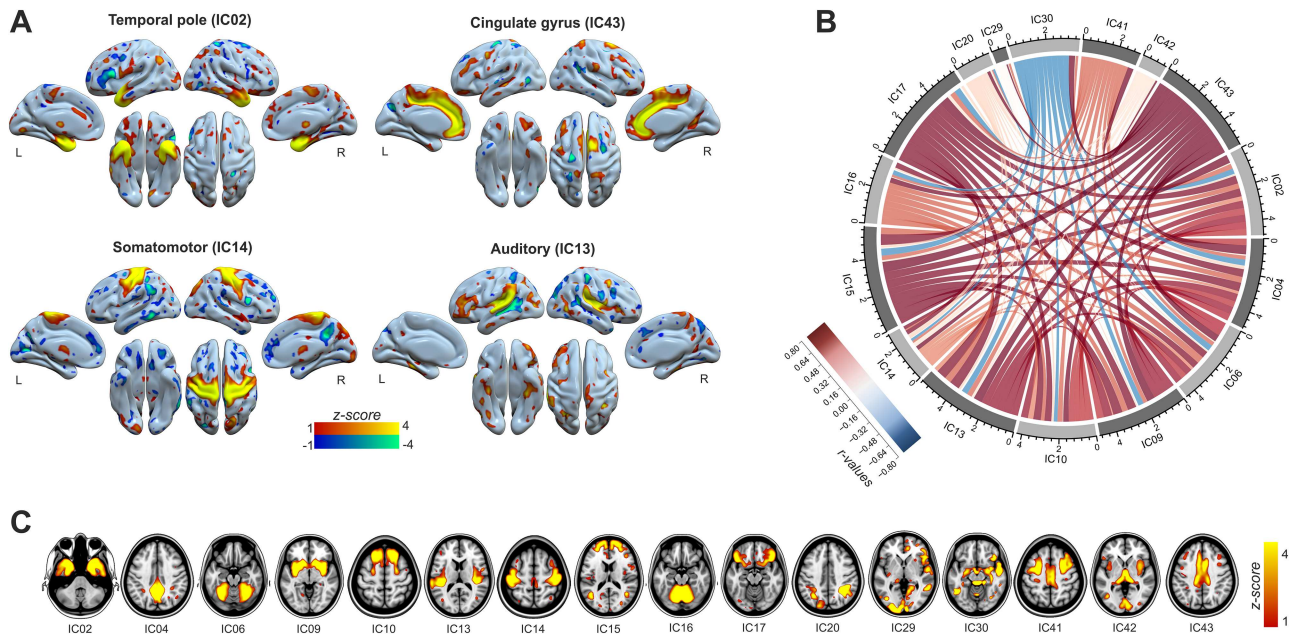 A
Temporal pole (IC02)
Cingulate gyrus (IC43)
L
R
L
R
Somatomotor (IC14)
Auditory (IC13)
L
R
L
R
z-score
1
4
-1
-4
B
IC30
IC41
IC29
IC42
IC20
IC43
IC17
IC02
IC16
IC04
IC15
IC06
IC14
IC09
IC13
IC10
0.80
0.64
0.48
0.32
0.16
0.00
−0.16
−0.32
−0.48
−0.64
−0.80
r-values
C
IC02 IC04 IC06 IC09 IC10 IC13 IC14 IC15 IC16 IC17 IC20 IC29 IC30 IC41 IC42 IC43
4
z-score
1